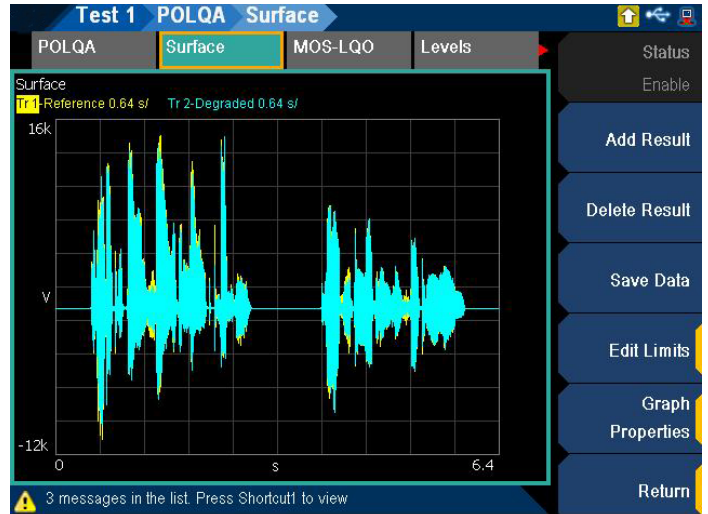 Test 1 POLQA Surface
POLQA Surface MOS-LQO Levels
Surface
Tr 1-Reference 0.64 s/ Tr 2-Degraded 0.64 s/
16k
V
-12k
0 s 6.4
3 messages in the list. Press Shortcut1 to view
Status
Enable
Add Result
Delete Result
Save Data
Edit Limits
Graph
Properties
Return